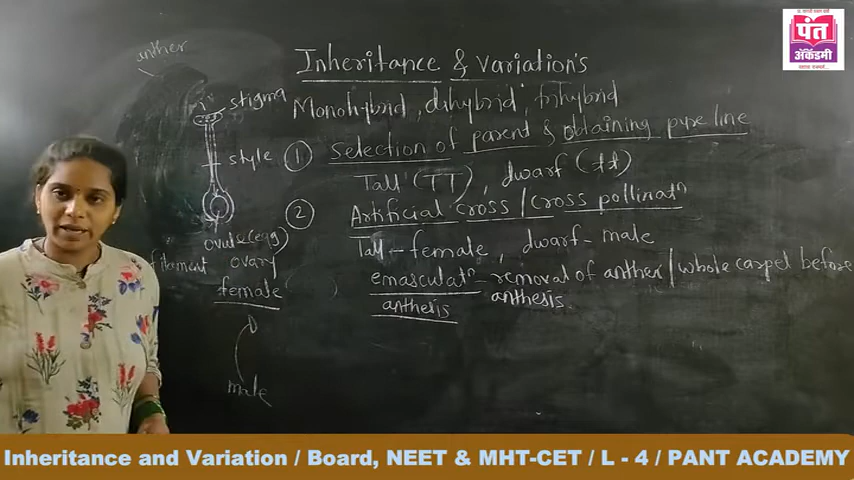 anther
Inheritance & Variation's
stigma
Monohybrid, dihybrid, trihybrid
① Selection of parent & obtaining pure line
style
Tall (TT), dwarf (tt)
② Artificial cross / cross pollinatⁿ
ovule (egg)
Tall - female, dwarf - male
filament
ovary
emasculatⁿ - removal of anther / whole carpel before
female
anthesis anthesis
male
पंत
अ‍ॅकॅडमी
Inheritance and Variation / Board, NEET & MHT-CET / L - 4 / PANT ACADEMY